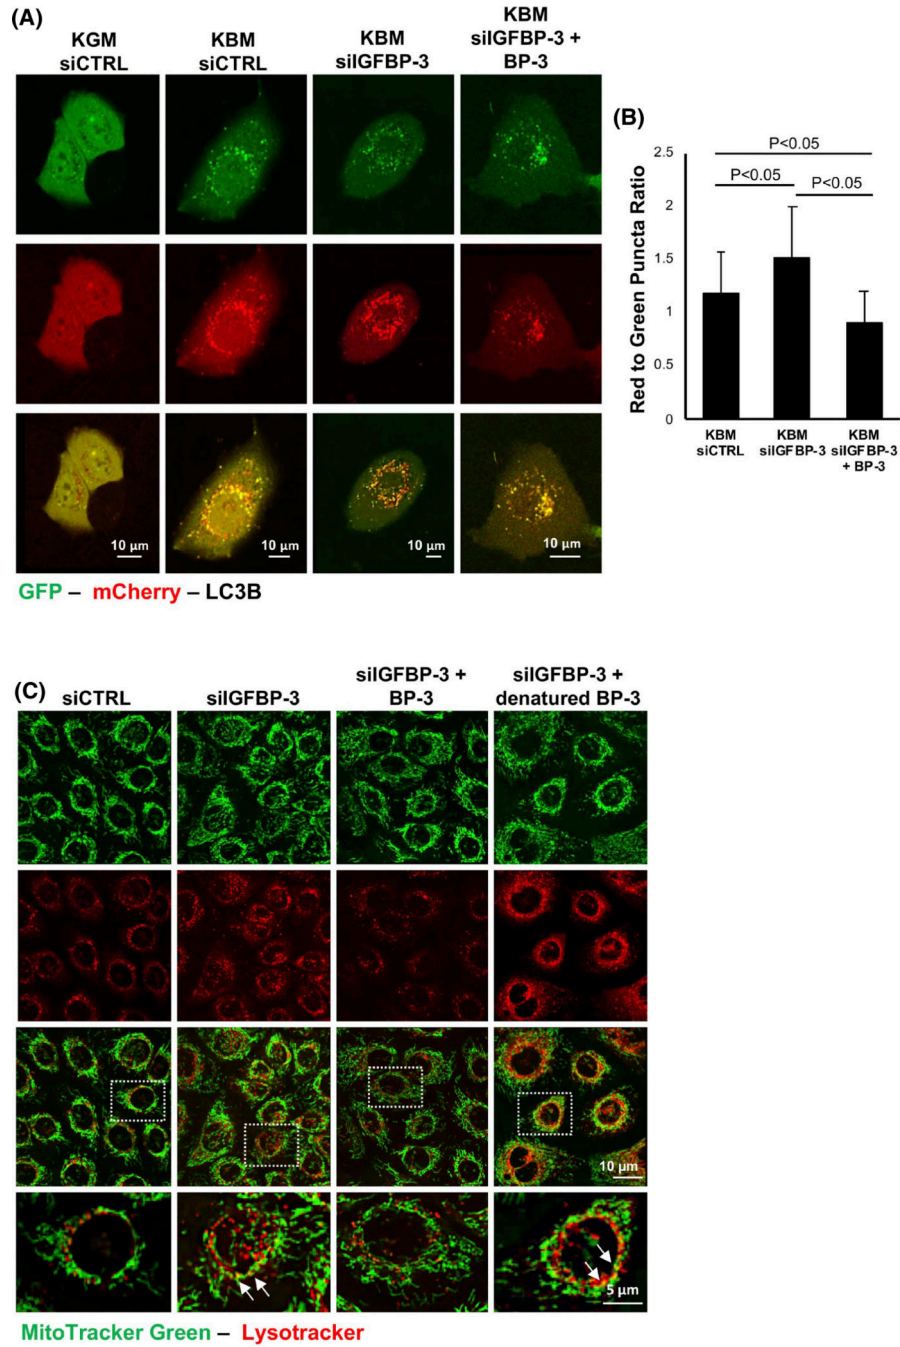 (A)
KGM
siCTRL
KBM
siCTRL
KBM
siIGFBP-3
KBM
siIGFBP-3 +
BP-3
10 µm
10 µm
10 µm
10 µm
GFP – mCherry – LC3B
(B)
Red to Green Puncta Ratio
2.5
2
1.5
1
0.5
0
P<0.05
P<0.05
P<0.05
KBM
siCTRL
KBM
siIGFBP-3
KBM
siIGFBP-3
+ BP-3
(C)
siCTRL
siIGFBP-3
siIGFBP-3 +
BP-3
siIGFBP-3 +
denatured BP-3
10 µm
5 µm
MitoTracker Green – Lysotracker